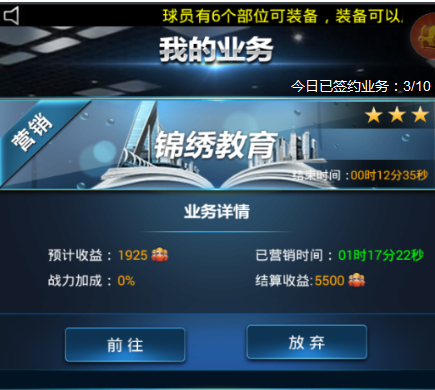 球员有6个部位可装备，装备可以
我的业务
今日已签约业务：3/10
营销
锦绣教育
结束时间：00时12分35秒
业务详情
预计收益：1925
已营销时间：01时17分22秒
战力加成：0%
结算收益:5500
前往
放弃